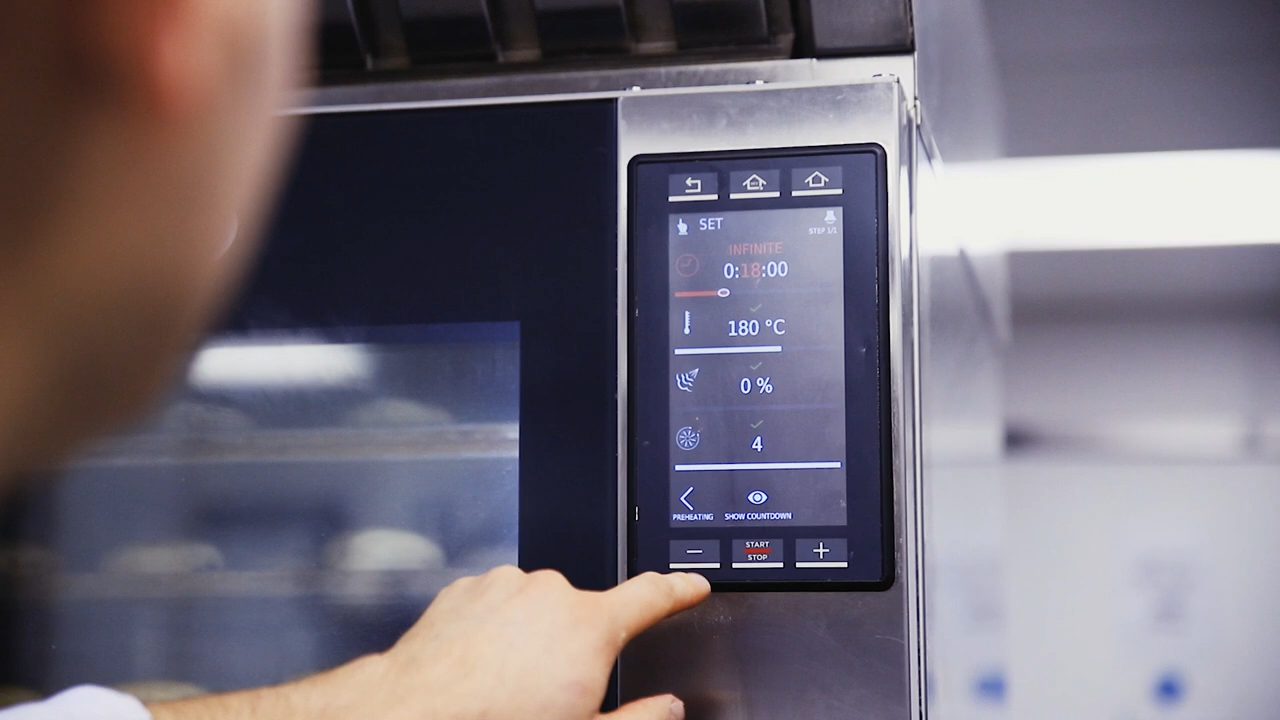 SET
STEP 1/1
INFINITE
0:18:00
180 °C
0 %
4
PREHEATING
SHOW COUNTDOWN
−
START
STOP
+